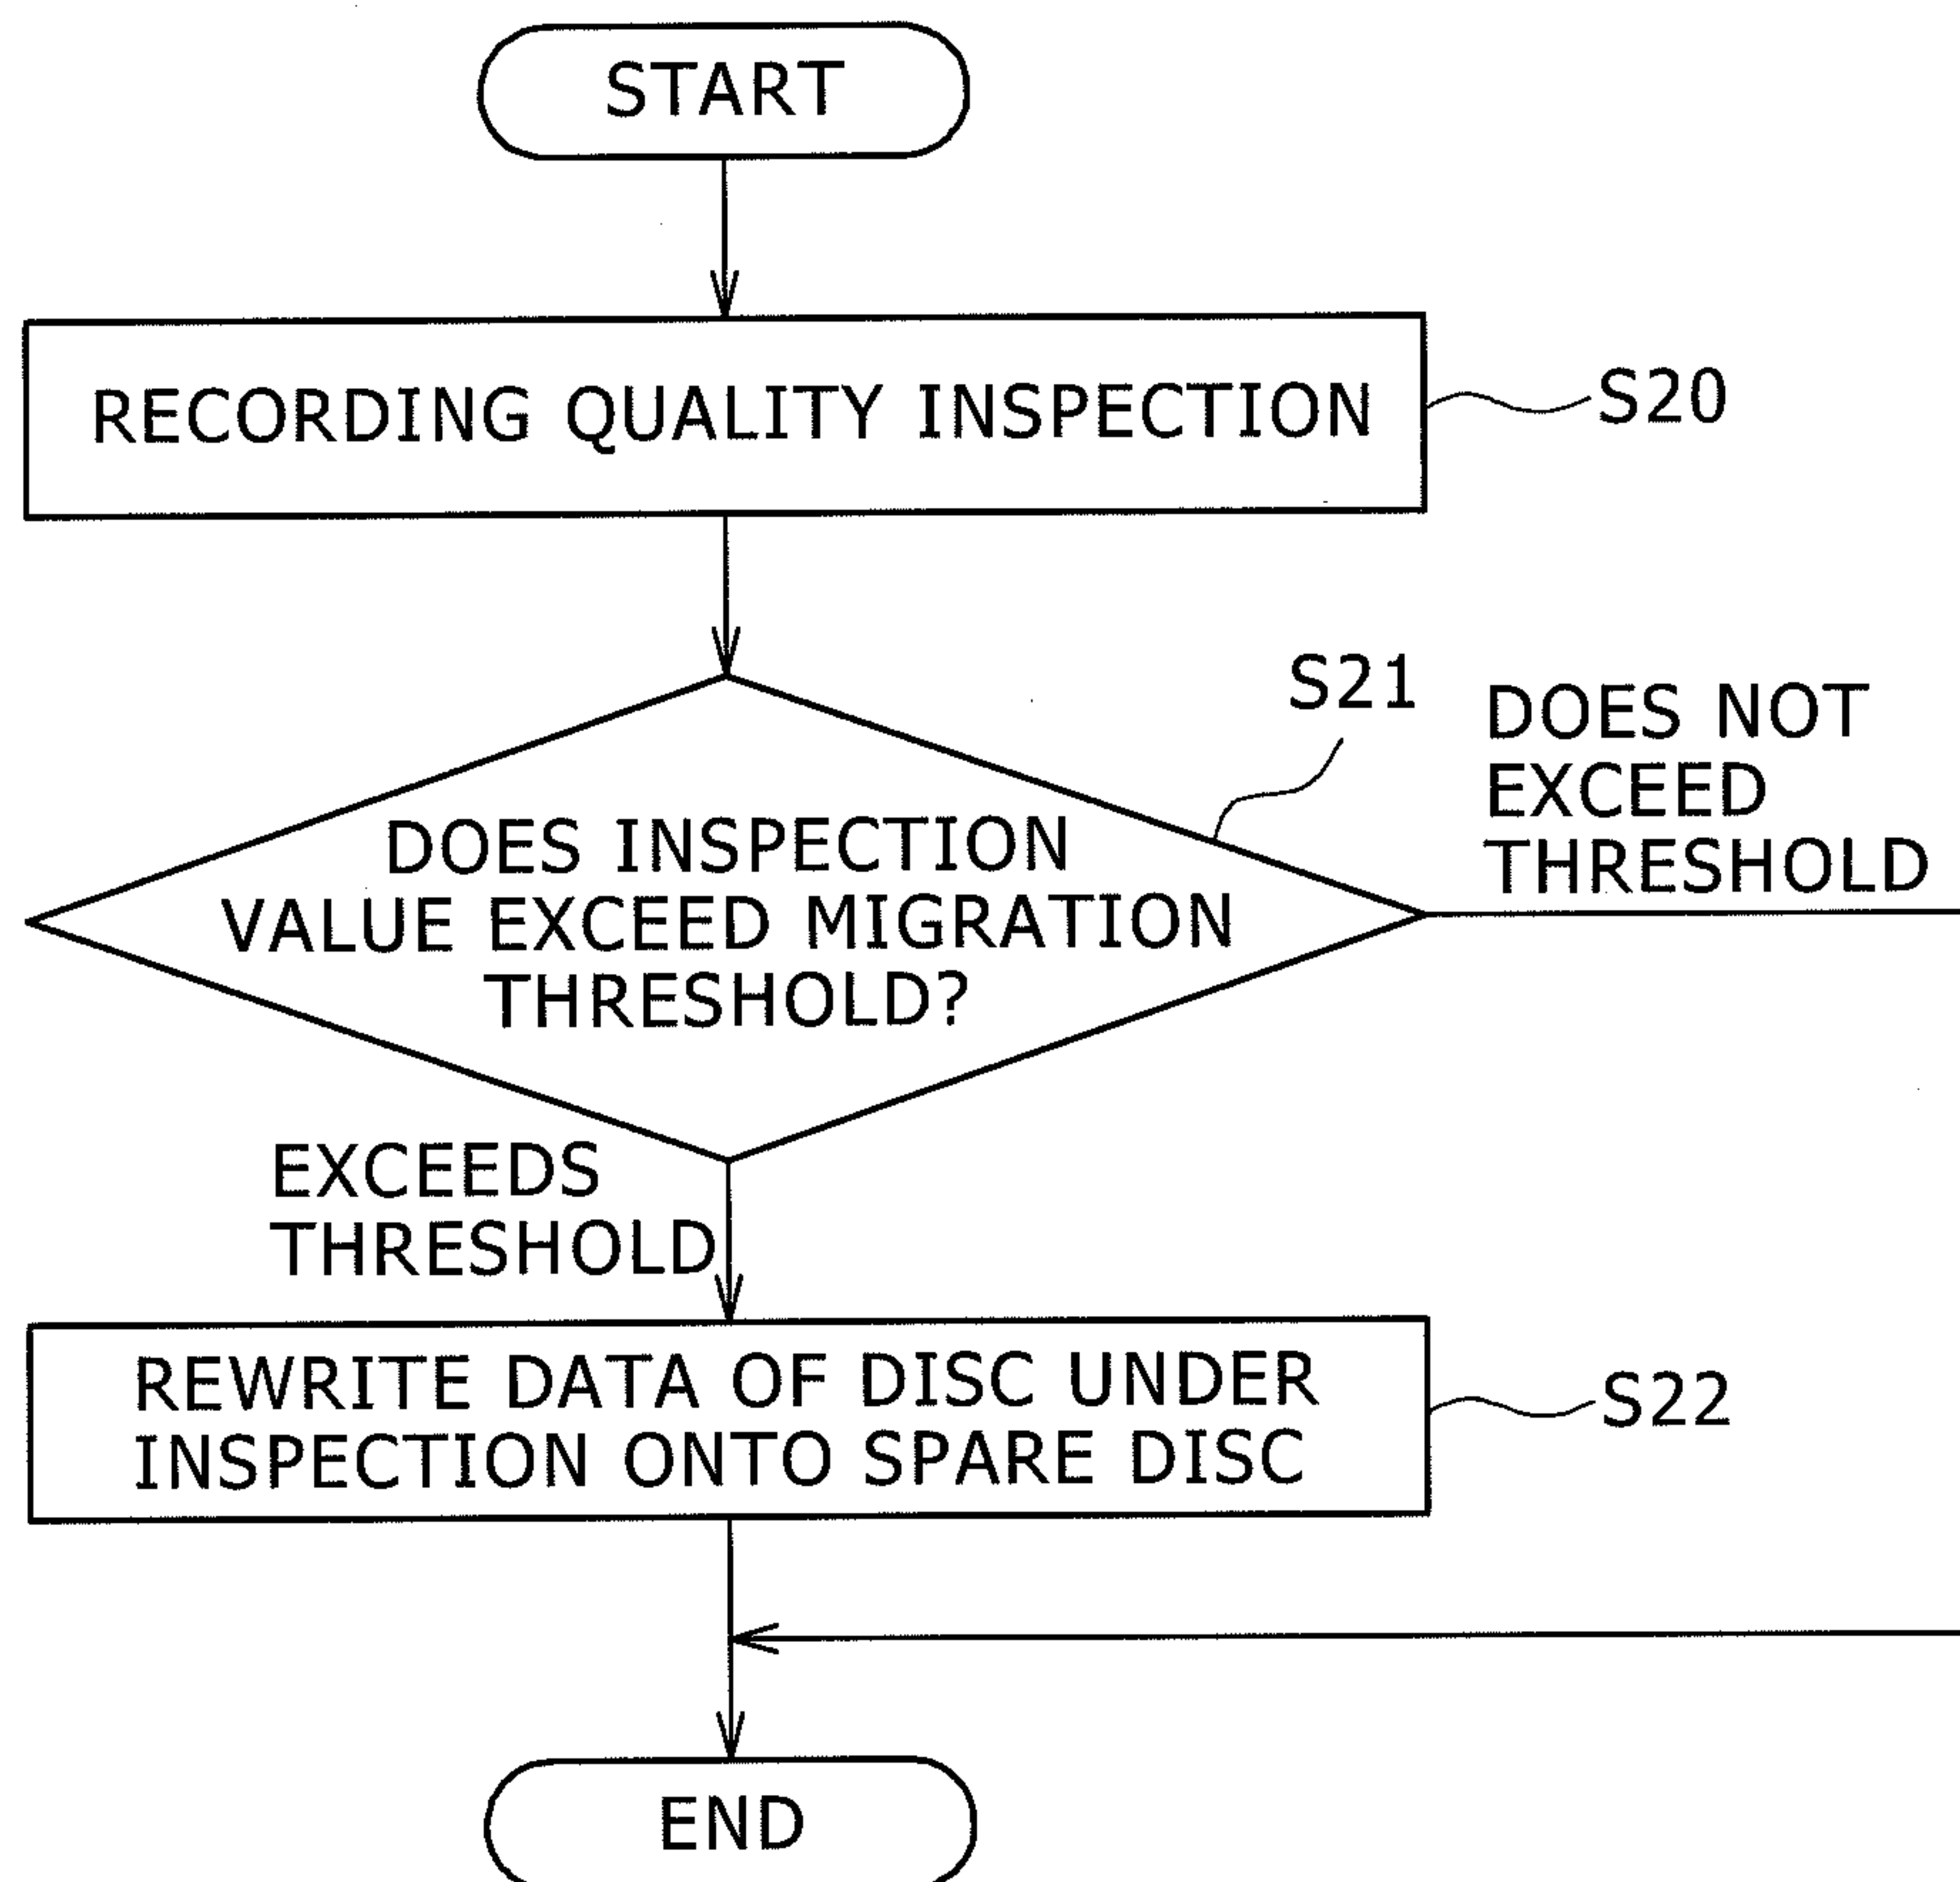 START
RECORDING QUALITY INSPECTION
S20
S21
DOES NOT
EXCEED
THRESHOLD
DOES INSPECTION
VALUE EXCEED MIGRATION
THRESHOLD?
EXCEEDS
THRESHOLD
REWRITE DATA OF DISC UNDER
INSPECTION ONTO SPARE DISC
S22
END